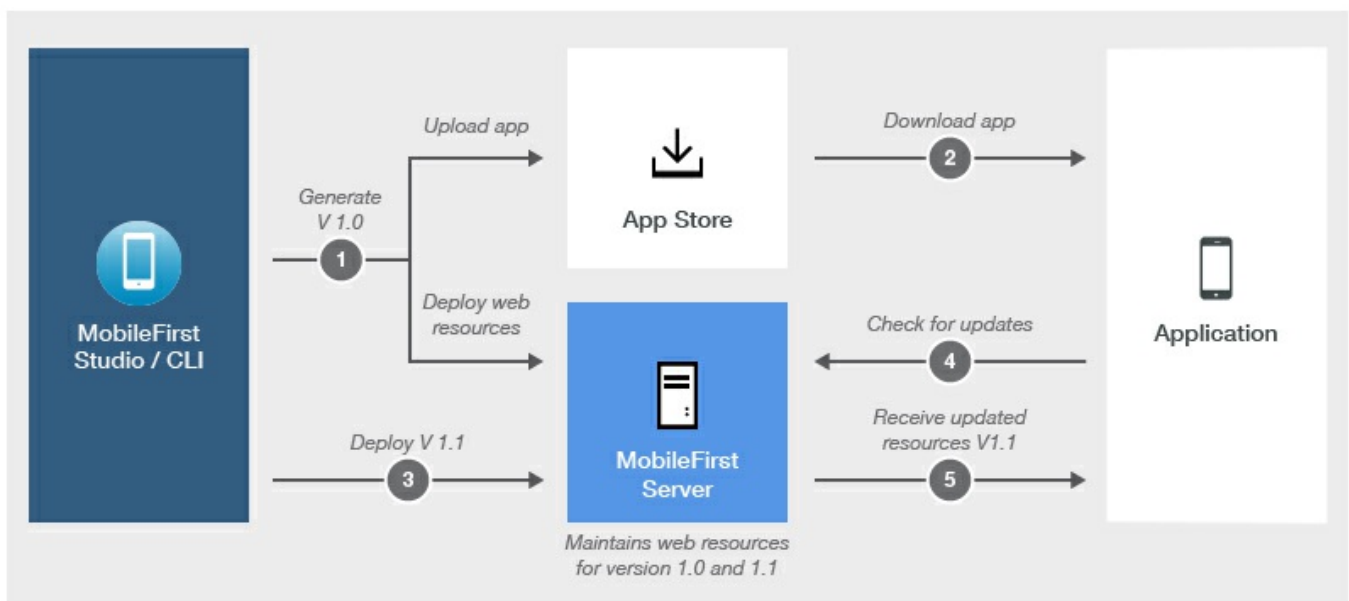 Upload app
Download app
2
Generate
V 1.0
1
App Store
Deploy web
resources
MobileFirst
Studio / CLI
Check for updates
4
Application
Receive updated
resources V1.1
5
Deploy V 1.1
3
MobileFirst
Server
Maintains web resources
for version 1.0 and 1.1